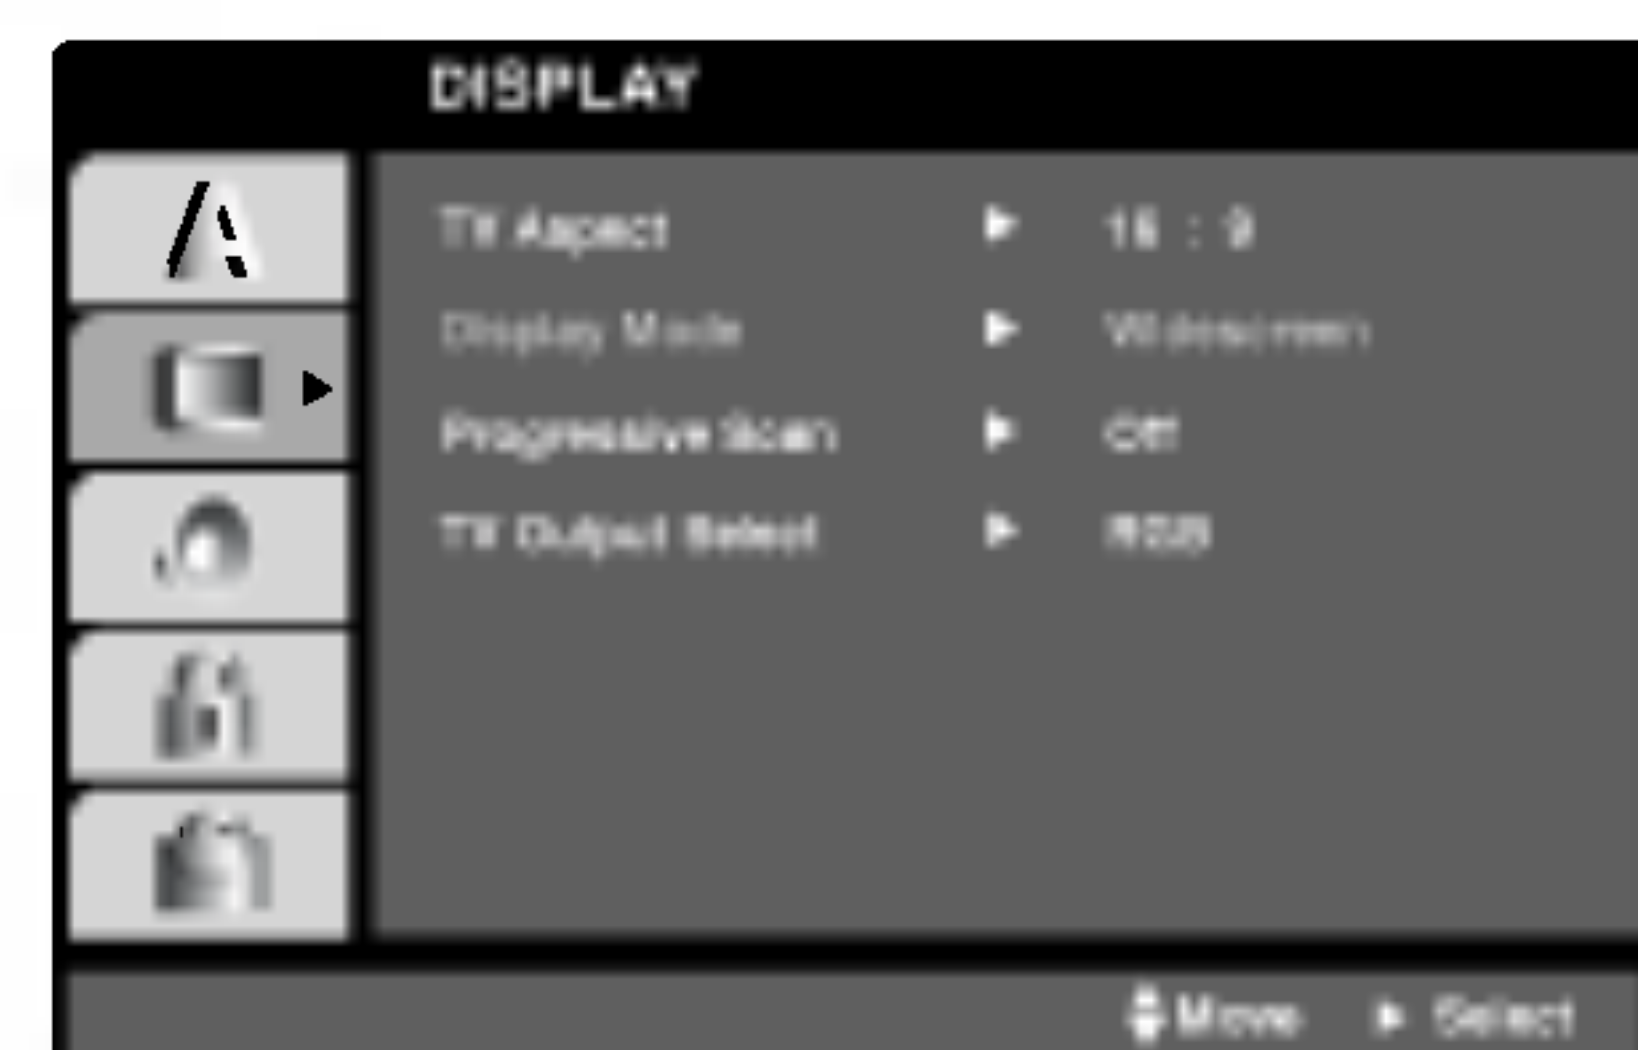 DISPLAY
TV Aspect ▶ 16 : 9
Display Mode ▶ Widescreen
Progressive Scan ▶ Off
TV Output Select ▶ RGB
Move ▶ Select